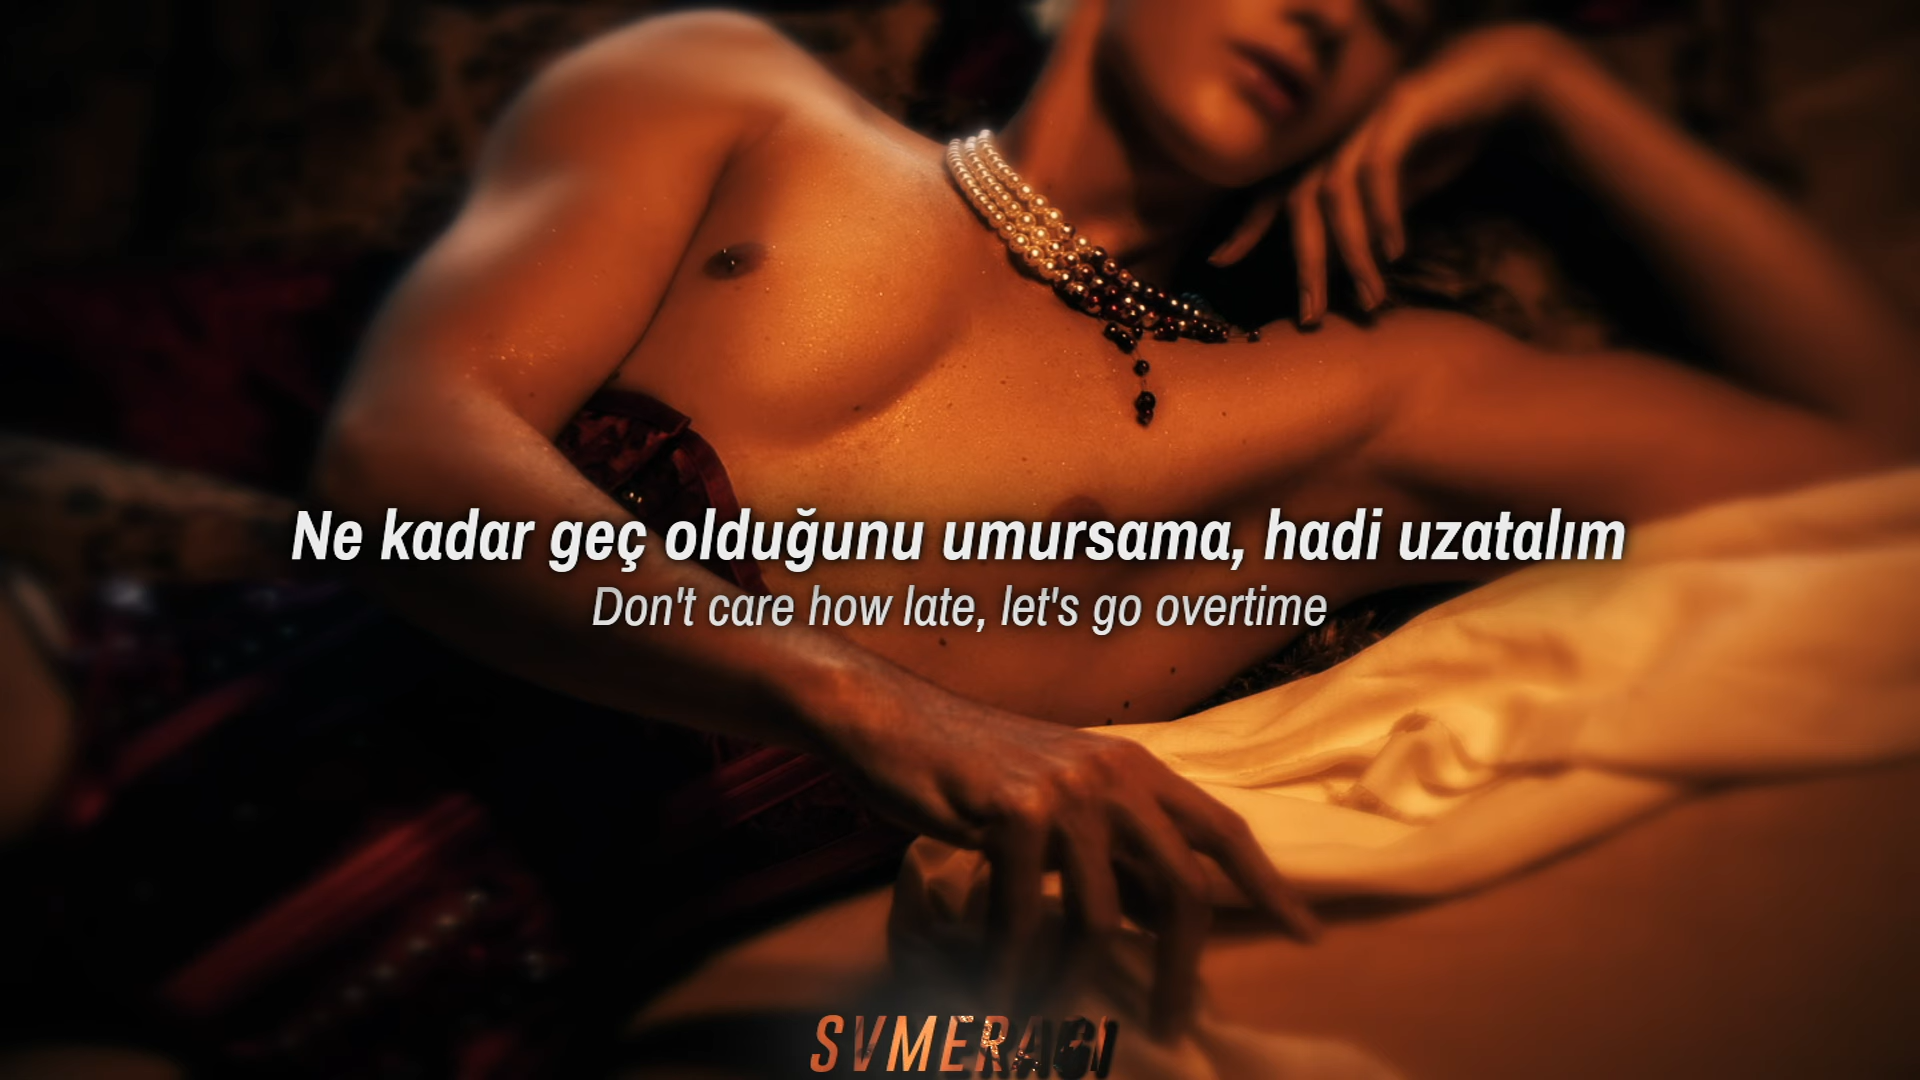 Ne kadar geç olduğunu umursama, hadi uzatalım
Don't care how late, let's go overtime
SVMERAGI